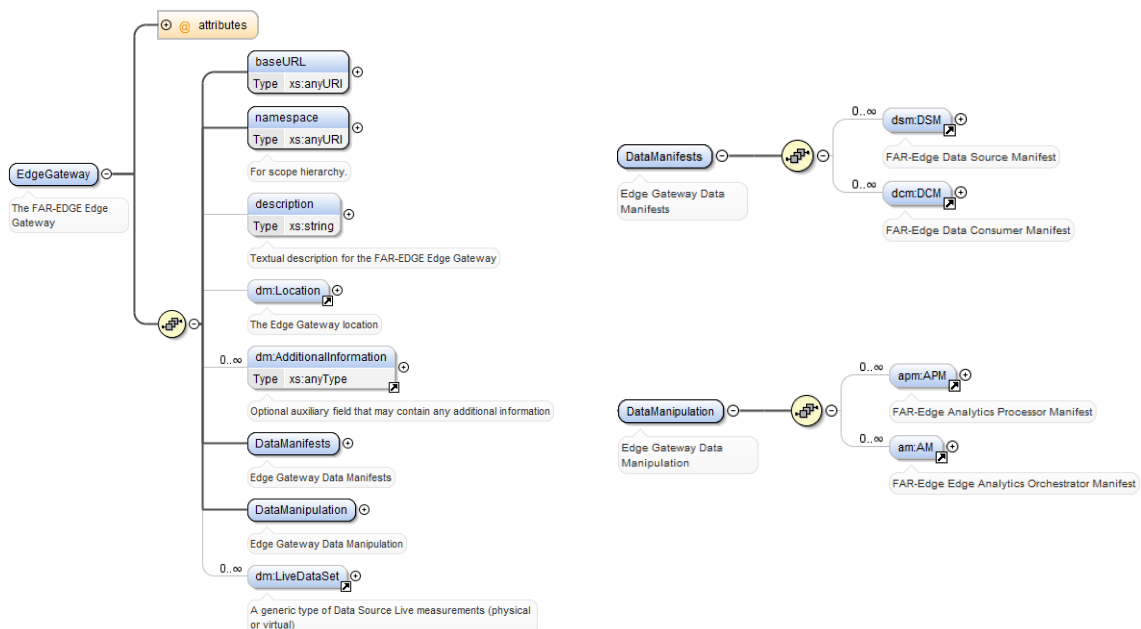 @ attributes
baseURL
Type xs:anyURI
namespace
Type xs:anyURI
For scope hierarchy.
EdgeGateway
The FAR-EDGE Edge
Gateway
description
Type xs:string
Textual description for the FAR-EDGE Edge Gateway
dm:Location
The Edge Gateway location
0..∞
dm:AdditionalInformation
Type xs:anyType
Optional auxiliary field that may contain any additional information
DataManifests
Edge Gateway Data Manifests
DataManipulation
Edge Gateway Data Manipulation
0..∞
dm:LiveDataSet
A generic type of Data Source Live measurements (physical
or virtual)
DataManifests
Edge Gateway Data
Manifests
0..∞
dsm:DSM
FAR-Edge Data Source Manifest
0..∞
dcm:DCM
FAR-Edge Data Consumer Manifest
DataManipulation
Edge Gateway Data
Manipulation
0..∞
apm:APM
FAR-Edge Analytics Processor Manifest
0..∞
am:AM
FAR-Edge Edge Analytics Orchestrator Manifest